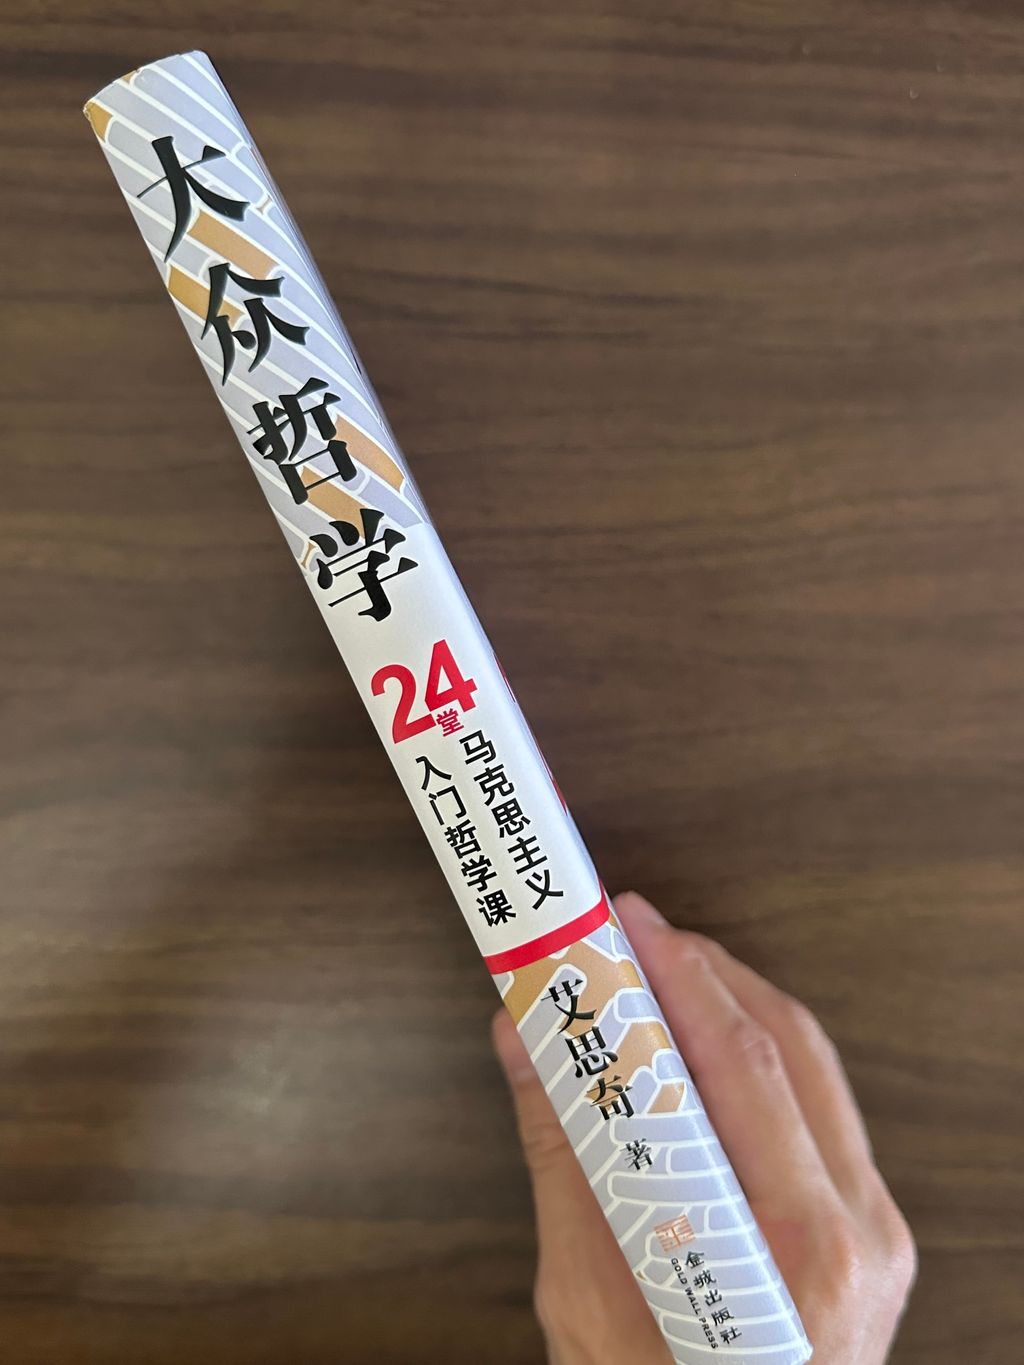 大众哲学
24堂
马克思主义
入门哲学课
艾思奇 著
金城出版社
GOLD WALL PRESS